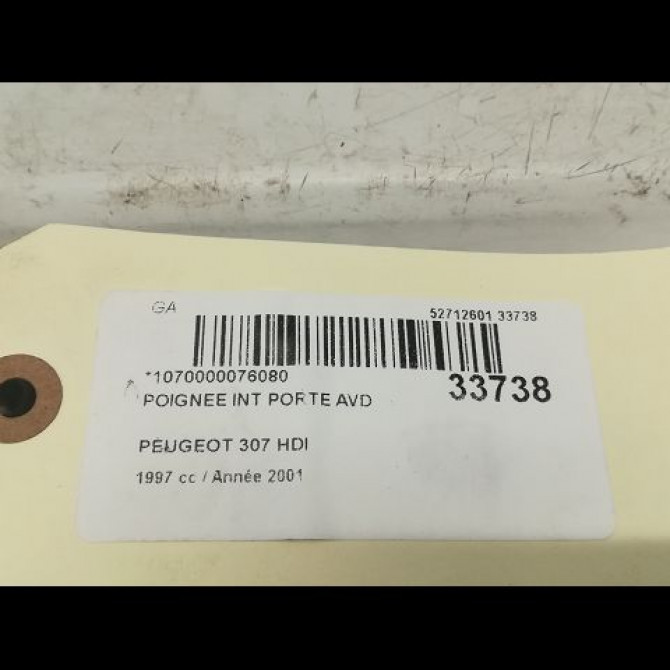 GA
52712601 33738
*1070000076080
33738
POIGNEE INT PORTE AVD
PEUGEOT 307 HDI
1997 cc / Année 2001